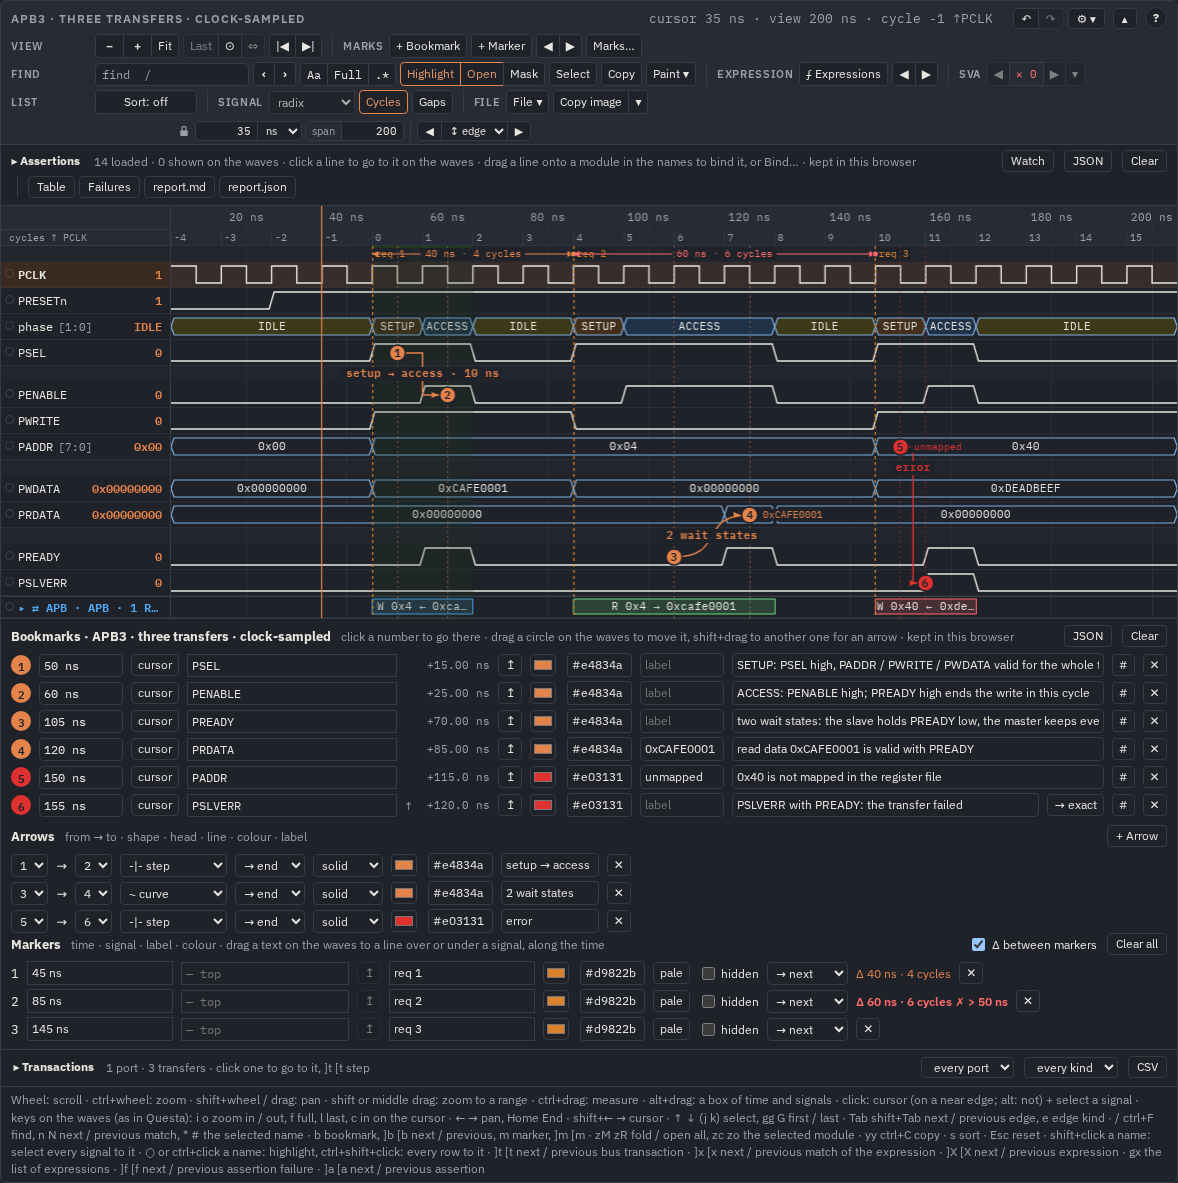 APB3 · THREE TRANSFERS · CLOCK-SAMPLED cursor 35 ns · view 200 ns · cycle -1 ↑PCLK ↶ ↷ ⚙ ▾ ▴ ?
VIEW − + Fit Last ⊙ ⇔ |◀ ▶| MARKS + Bookmark + Marker ◀ ▶ Marks…
FIND find / ‹ › Aa Full .* Highlight Open Mask Select Copy Paint ▾ EXPRESSION ƒ Expressions ◀ ▶ SVA ◀ × 0 ▶ ▾
LIST Sort: off SIGNAL radix Cycles Gaps FILE File ▾ Copy image ▾
35 ns span 200 ◀ ↕ edge ▶
▸ Assertions 14 loaded · 0 shown on the waves · click a line to go to it on the waves · drag a line onto a module in the names to bind it, or Bind… · kept in this browser Watch JSON Clear
Table Failures report.md report.json
20 ns 40 ns 60 ns 80 ns 100 ns 120 ns 140 ns 160 ns 180 ns 200 ns
cycles ↑ PCLK -4 -3 -2 -1 0 1 2 3 4 5 6 7 8 9 10 11 12 13 14 15
req 1 40 ns · 4 cycles req 2 60 ns · 6 cycles req 3
PCLK 1
PRESETn 1
phase [1:0] IDLE IDLE SETUP ACCESS IDLE SETUP ACCESS IDLE SETUP ACCESS IDLE
PSEL 0 1
setup → access · 10 ns
PENABLE 0 2
PWRITE 0
PADDR [7:0] 0x00 0x00 0x04 5 unmapped 0x40
error
PWDATA 0x00000000 0x00000000 0xCAFE0001 0x00000000 0xDEADBEEF
PRDATA 0x00000000 0x00000000 4 0xCAFE0001 0x00000000
2 wait states
PREADY 0 3
PSLVERR 0 6
▸ ⇄ APB · APB · 1 R… W 0x4 ← 0xca… R 0x4 → 0xcafe0001 W 0x40 ← 0xde…
Bookmarks · APB3 · three transfers · clock-sampled click a number to go there · drag a circle on the waves to move it, shift+drag to another one for an arrow · kept in this browser JSON Clear
1 50 ns cursor PSEL +15.00 ns ↥ #e4834a label SETUP: PSEL high, PADDR / PWRITE / PWDATA valid for the whole # ×
2 60 ns cursor PENABLE +25.00 ns ↥ #e4834a label ACCESS: PENABLE high; PREADY high ends the write in this cycle # ×
3 105 ns cursor PREADY +70.00 ns ↥ #e4834a label two wait states: the slave holds PREADY low, the master keeps eve # ×
4 120 ns cursor PRDATA +85.00 ns ↥ #e4834a 0xCAFE0001 read data 0xCAFE0001 is valid with PREADY # ×
5 150 ns cursor PADDR +115.0 ns ↥ #e03131 unmapped 0x40 is not mapped in the register file # ×
6 155 ns cursor PSLVERR ↑ +120.0 ns ↥ #e03131 label PSLVERR with PREADY: the transfer failed → exact # ×
Arrows from → to · shape · head · line · colour · label + Arrow
1 → 2 -|- step → end solid #e4834a setup → access ×
3 → 4 ~ curve → end solid #e4834a 2 wait states ×
5 → 6 -|- step → end solid #e03131 error ×
Markers time · signal · label · colour · drag a text on the waves to a line over or under a signal, along the time Δ between markers Clear all
1 45 ns — top ↥ req 1 #d9822b pale hidden → next Δ 40 ns · 4 cycles ×
2 85 ns — top ↥ req 2 #d9822b pale hidden → next Δ 60 ns · 6 cycles ✗ > 50 ns ×
3 145 ns — top ↥ req 3 #d9822b pale hidden → next ×
▸ Transactions 1 port · 3 transfers · click one to go to it, ]t [t step every port every kind CSV
Wheel: scroll · ctrl+wheel: zoom · shift+wheel / drag: pan · shift or middle drag: zoom to a range · ctrl+drag: measure · alt+drag: a box of time and signals · click: cursor (on a near edge; alt: not) + select a signal ·
keys on the waves (as in Questa): i o zoom in / out, f full, l last, c in on the cursor · ←→ pan, Home End · shift+←→ cursor · ↑ ↓ (j k) select, gg G first / last · Tab shift+Tab next / previous edge, e edge kind · / ctrl+F
find, n N next / previous match, * # the selected name · b bookmark, ]b [b next / previous, m marker, ]m [m · zM zR fold / open all, zc zo the selected module · yy ctrl+C copy · s sort · Esc reset · shift+click a name:
select every signal to it · ○ or ctrl+click a name: highlight, ctrl+shift+click: every row to it · ]t [t next / previous bus transaction · ]x [x next / previous match of the expression · ]X [X next / previous expression · gx the
list of expressions · ]f [f next / previous assertion failure · ]a [a next / previous assertion